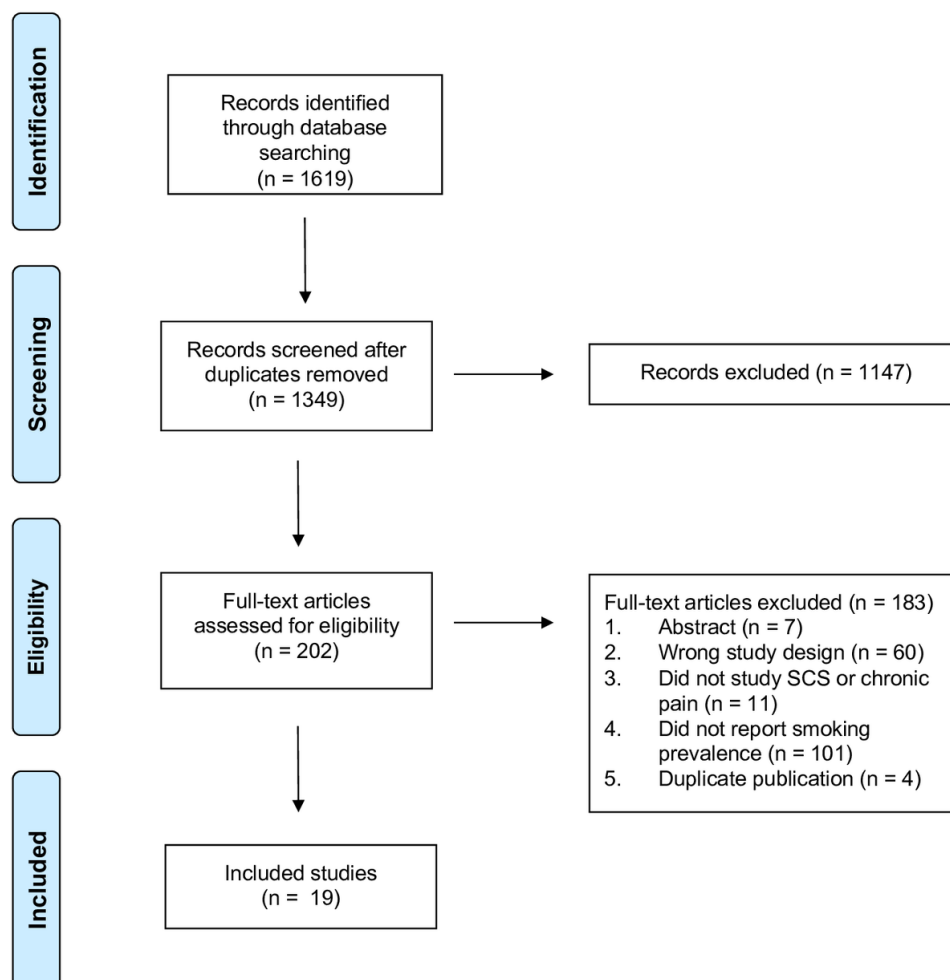 Identification
Records identified
through database
searching
(n = 1619)
Screening
Records screened after
duplicates removed
(n = 1349)
Records excluded (n = 1147)
Eligibility
Full-text articles
assessed for eligibility
(n = 202)
Full-text articles excluded (n = 183)
1. Abstract (n = 7)
2. Wrong study design (n = 60)
3. Did not study SCS or chronic
pain (n = 11)
4. Did not report smoking
prevalence (n = 101)
5. Duplicate publication (n = 4)
Included
Included studies
(n = 19)